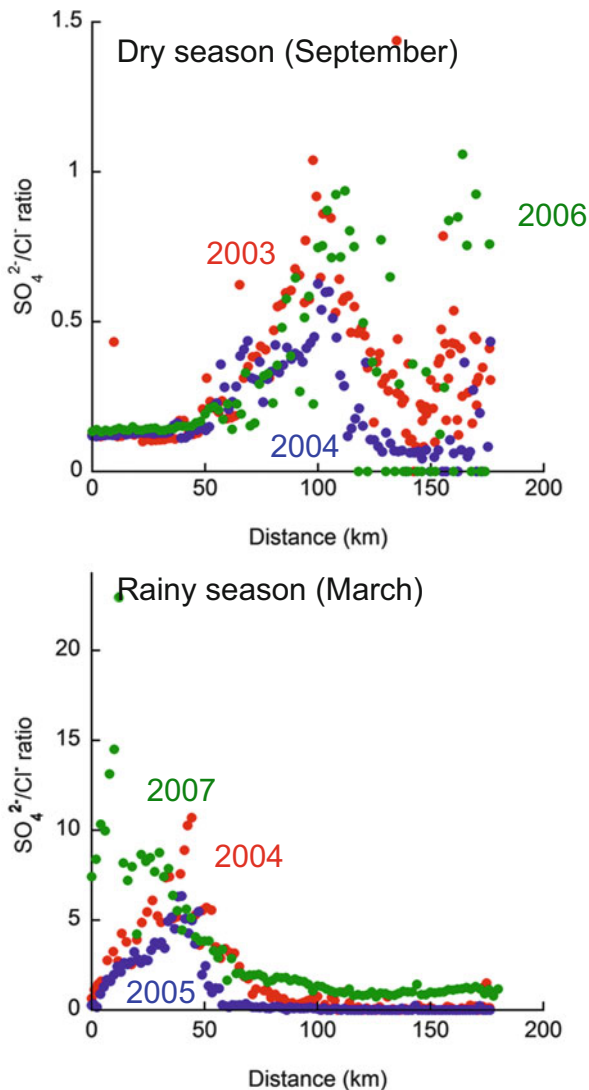 1.5
Dry season (September)
1
2006
2003
SO₄²⁻/Cl⁻ ratio
0.5
2004
0
0 50 100 150 200
Distance (km)
Rainy season (March)
20
15
2007
SO₄²⁻/Cl⁻ ratio
10
2004
5
2005
0
0 50 100 150 200
Distance (km)